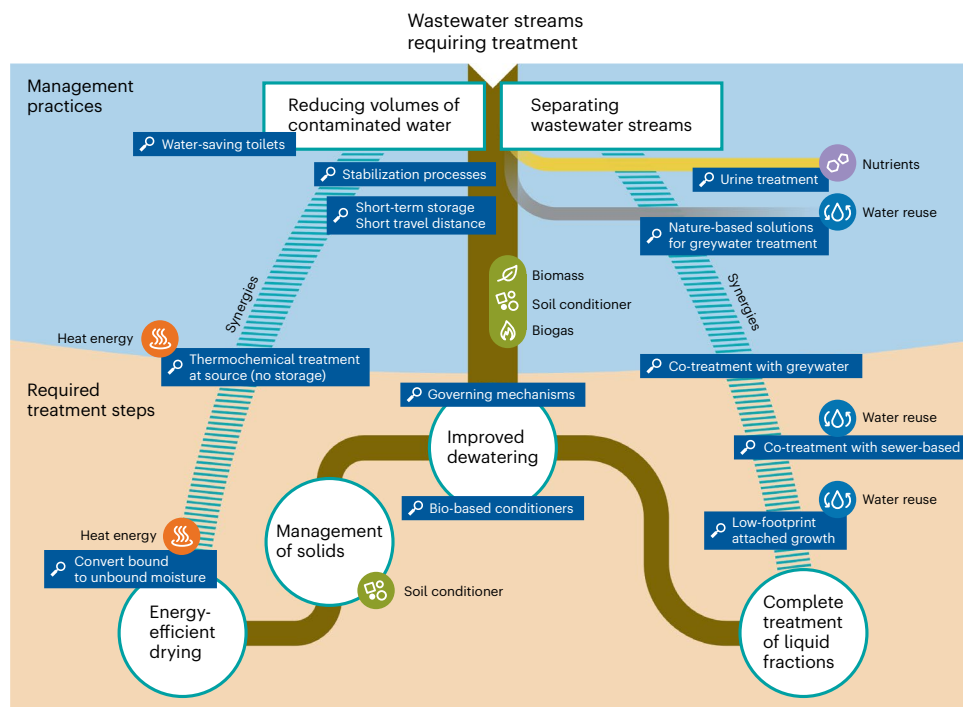 Wastewater streams
requiring treatment
Management
practices
Reducing volumes of
contaminated water
Separating
wastewater streams
Water-saving toilets
Stabilization processes
Short-term storage
Short travel distance
Urine treatment
Nutrients
Nature-based solutions
for greywater treatment
Water reuse
Biomass
Soil conditioner
Biogas
Synergies
Synergies
Heat energy
Thermochemical treatment
at source (no storage)
Co-treatment with greywater
Required
treatment steps
Governing mechanisms
Improved
dewatering
Bio-based conditioners
Water reuse
Co-treatment with sewer-based
Water reuse
Low-footprint
attached growth
Management
of solids
Soil conditioner
Heat energy
Convert bound
to unbound moisture
Energy-
efficient
drying
Complete
treatment
of liquid
fractions